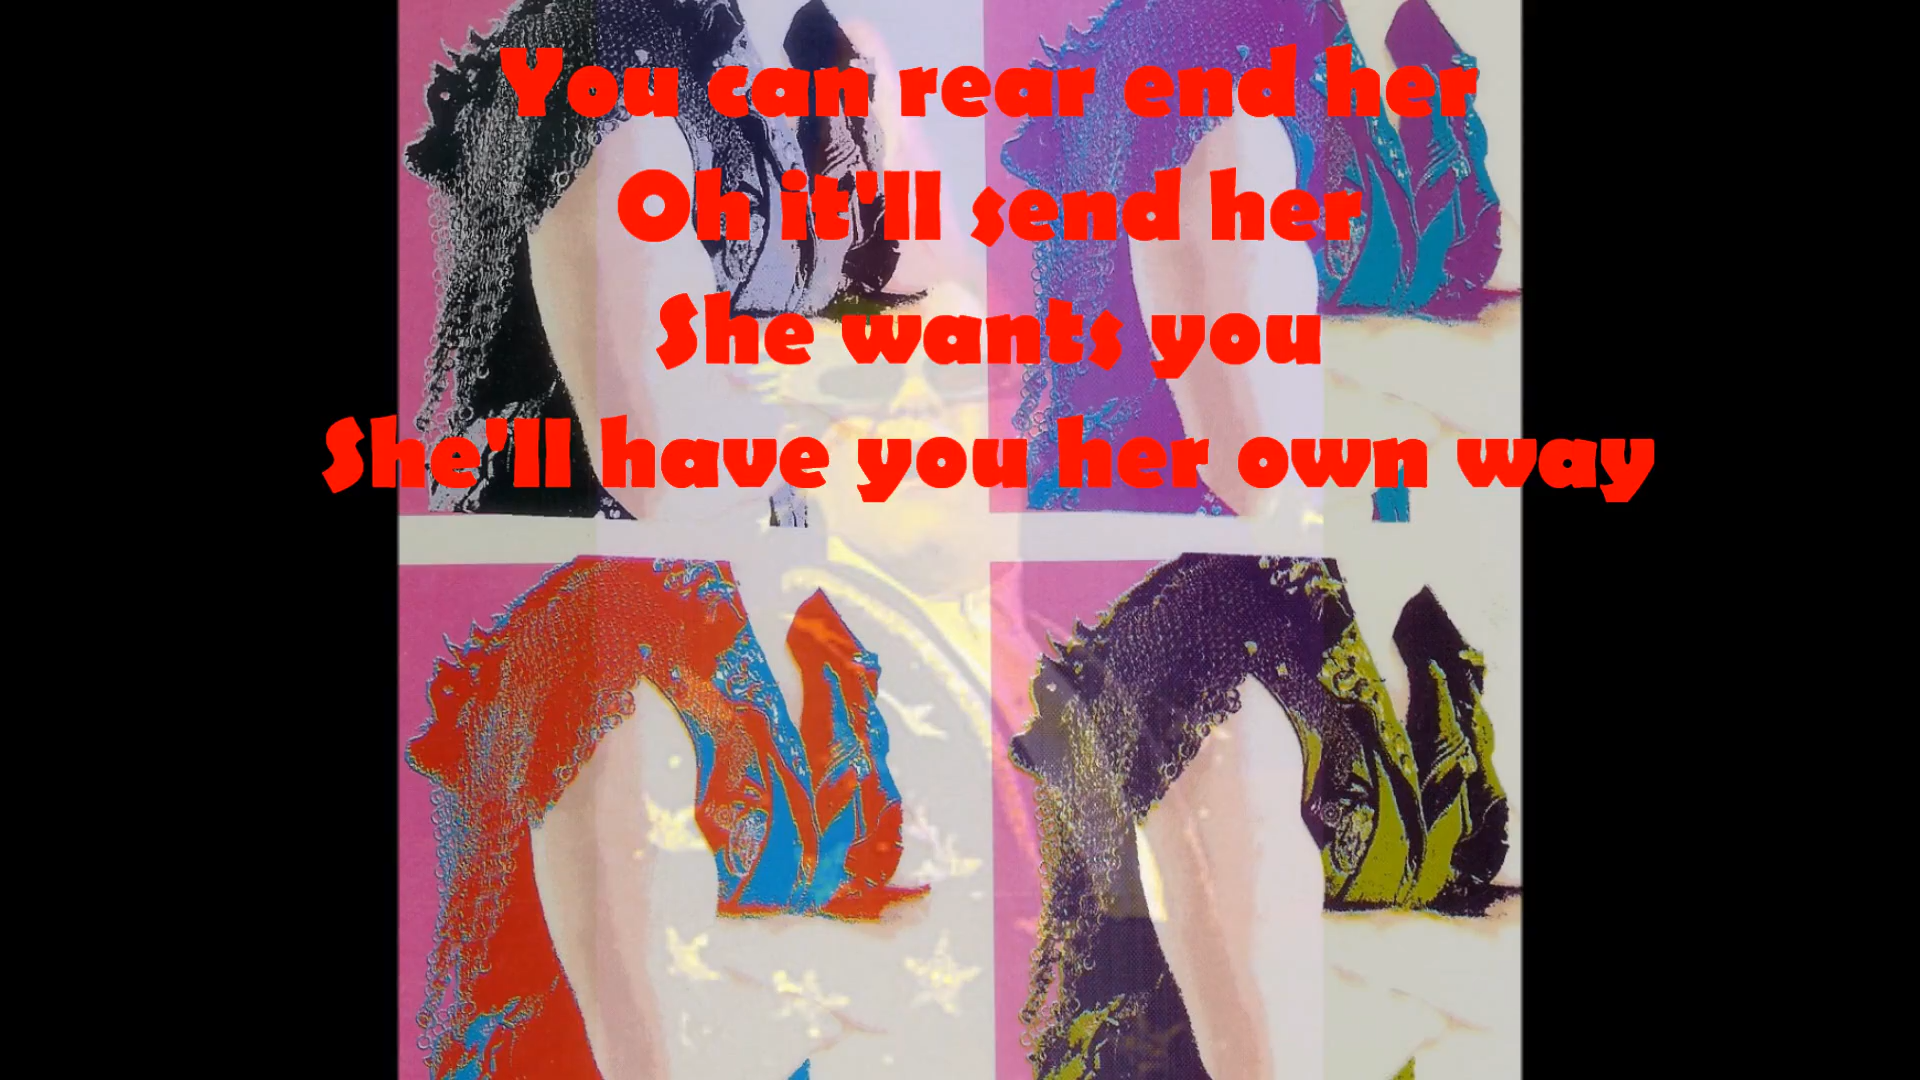 You can rear end her
Oh it'll send her
She wants you
She'll have you her own way